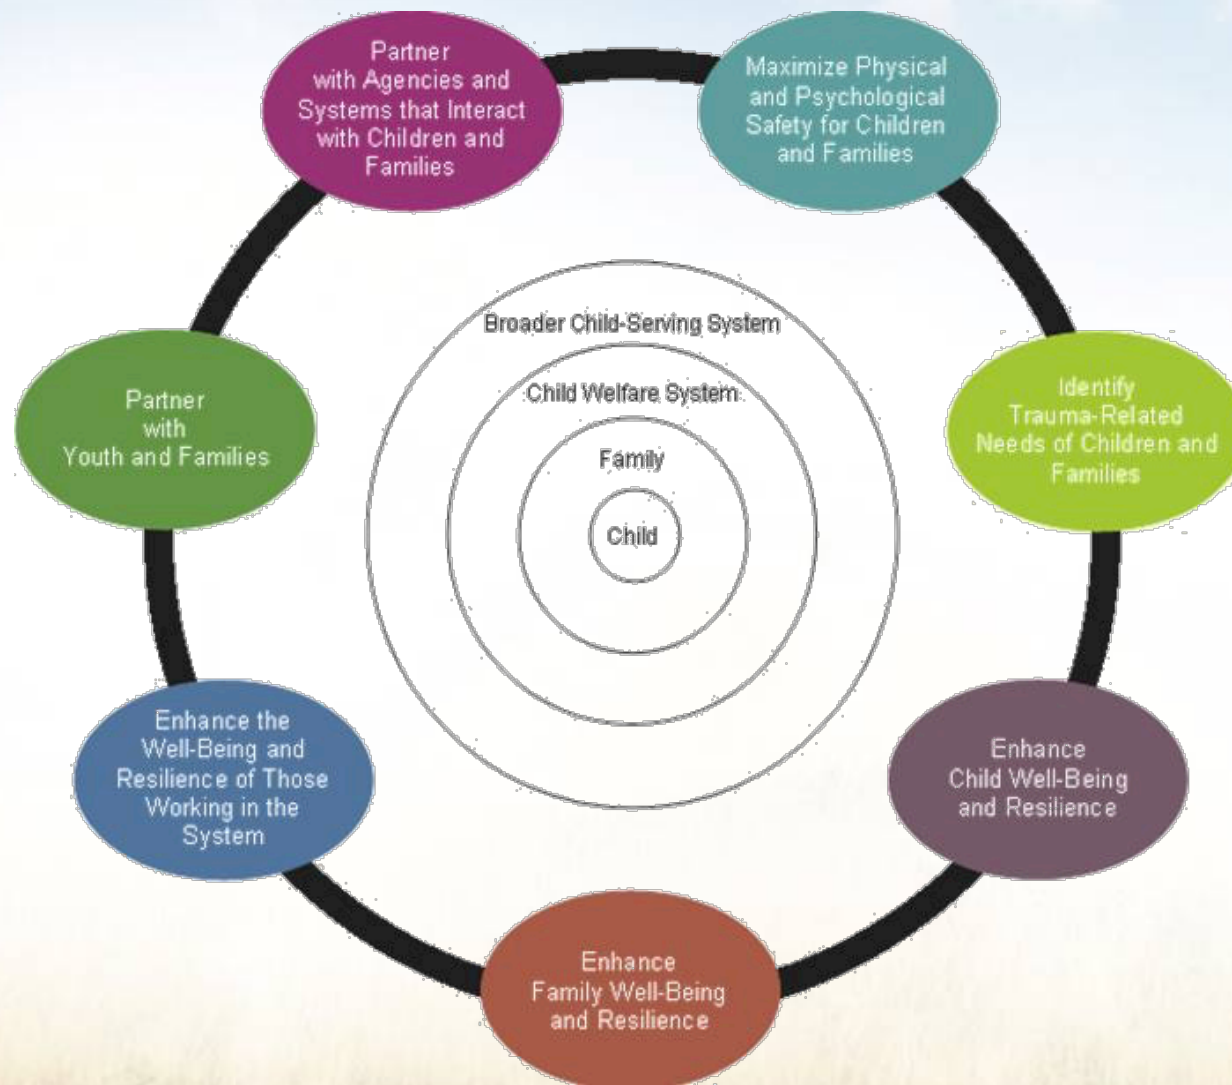 Partner
with Agencies and
Systems that Interact
with Children and
Families
Maximize Physical
and Psychological
Safety for Children
and Families
Broader Child-Serving System
Child Welfare System
Family
Child
Partner
with
Youth and Families
Identify
Trauma-Related
Needs of Children and
Families
Enhance the
Well-Being and
Resilience of Those
Working in the
System
Enhance
Child Well-Being
and Resilience
Enhance
Family Well-Being
and Resilience